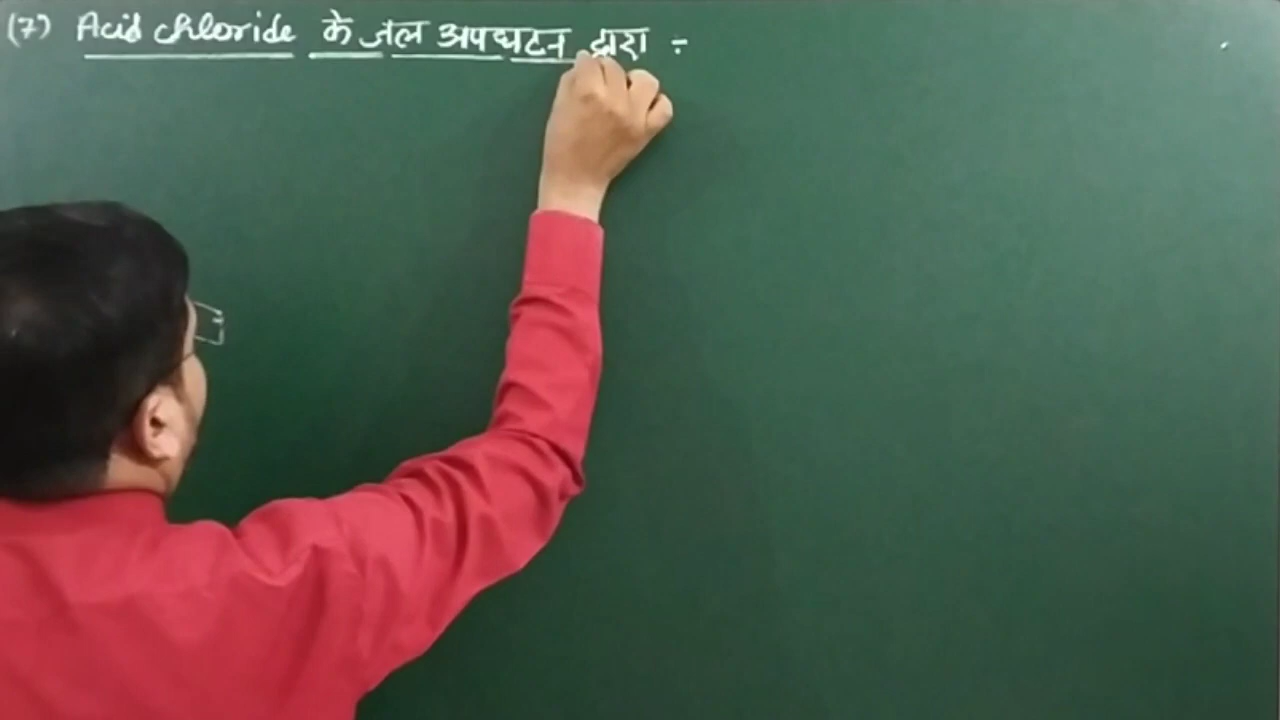 (7) Acid chloride के जल अपघटन द्वारा ÷